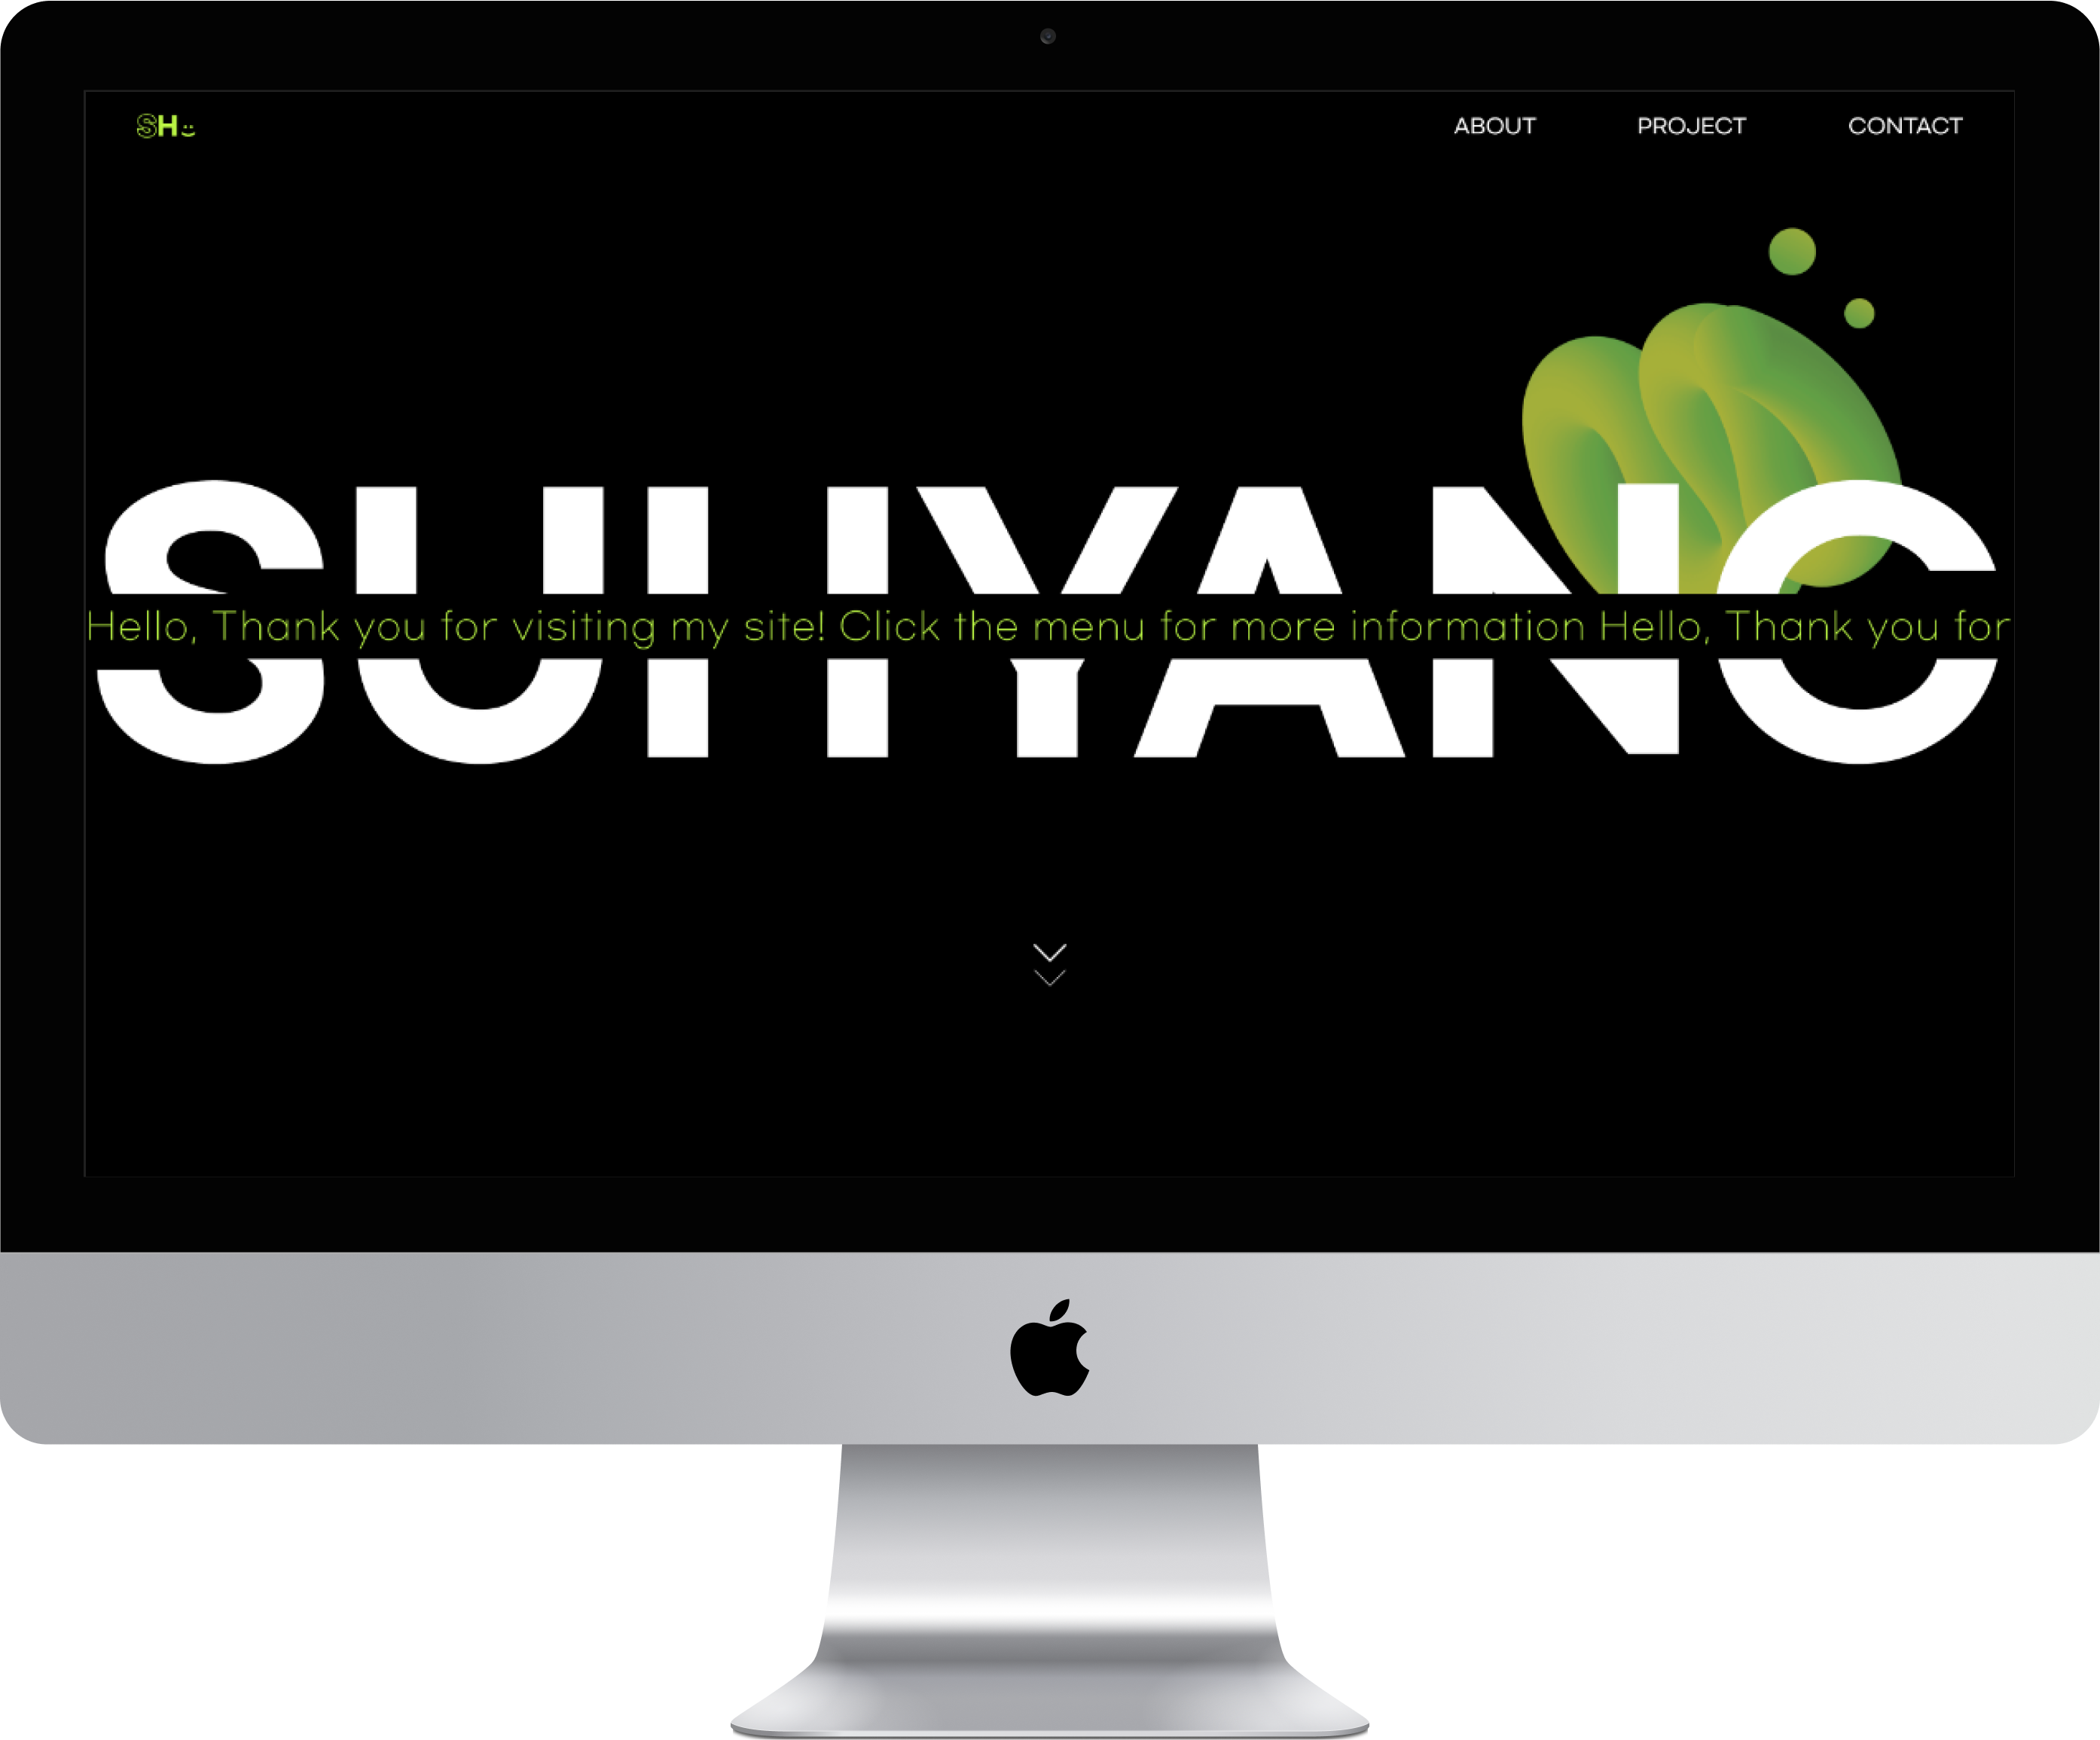 SH
ABOUT PROJECT CONTACT
SUHYANG
Hello, Thank you for visiting my site! Click the menu for more information Hello, Thank you for